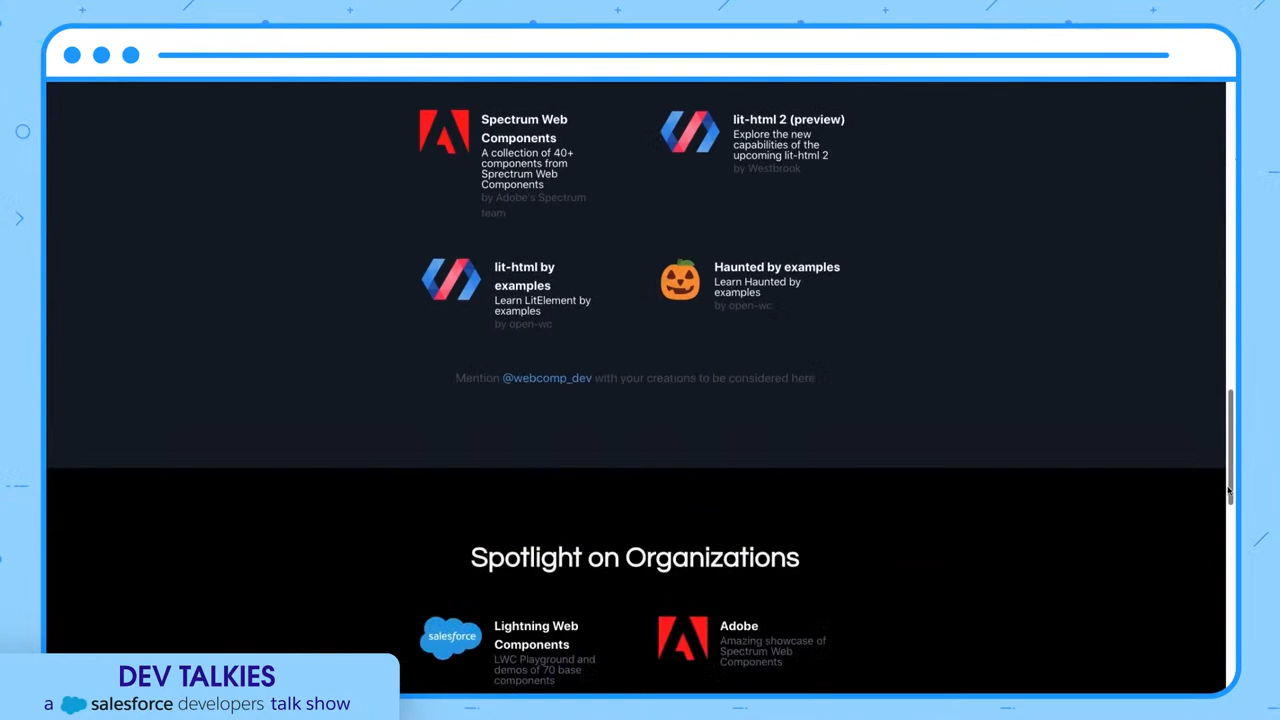 Spectrum Web
Components
A collection of 40+
components from
Sprectrum Web
Components
by Adobe's Spectrum
team
lit-html 2 (preview)
Explore the new
capabilities of the
upcoming lit-html 2
by Westbrook
lit-html by
examples
Learn LitElement by
examples
by open-wc
Haunted by examples
Learn Haunted by
examples
by open-wc
Mention @webcomp_dev with your creations to be considered here
Spotlight on Organizations
salesforce
Lightning Web
Components
LWC Playground and
demos of 70 base
components
Adobe
Amazing showcase of
Spectrum Web
Components
DEV TALKIES
a salesforce developers talk show